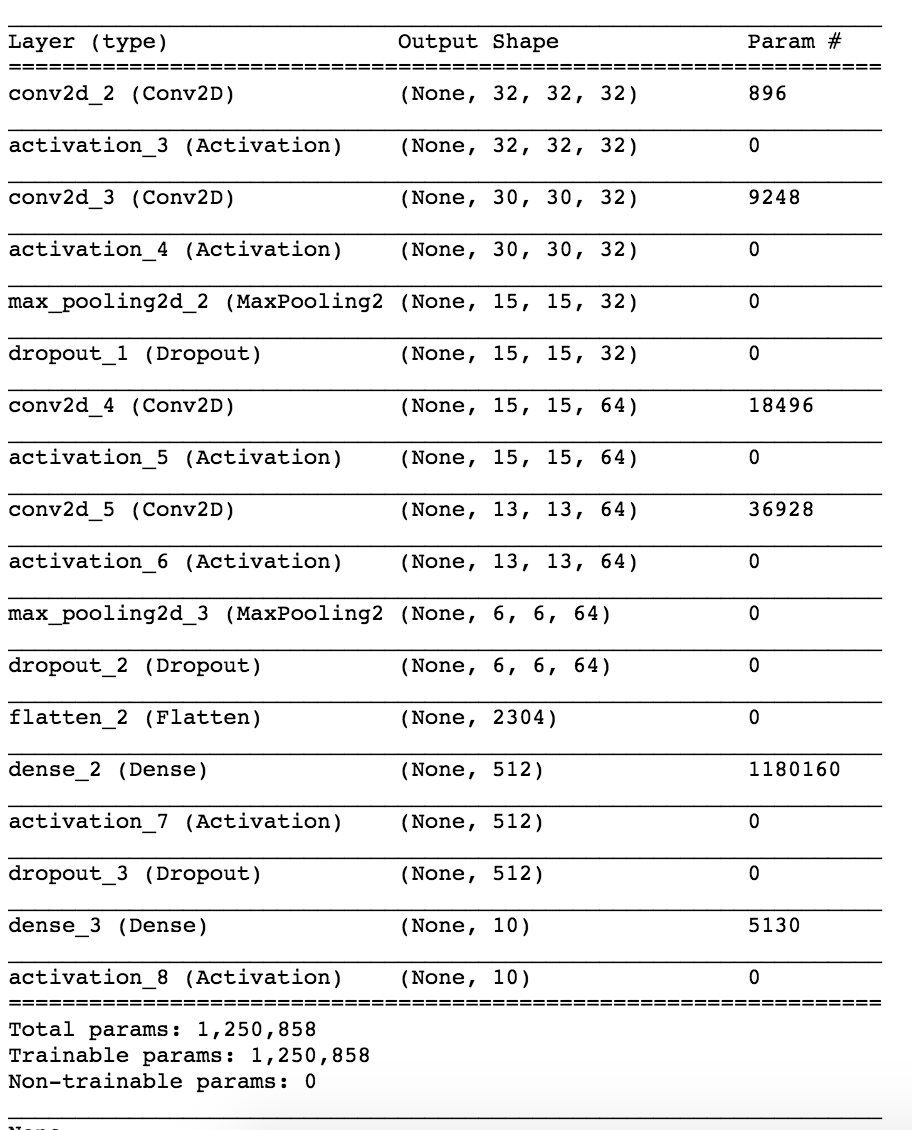 Layer (type) Output Shape Param #
conv2d_2 (Conv2D) (None, 32, 32, 32) 896
activation_3 (Activation) (None, 32, 32, 32) 0
conv2d_3 (Conv2D) (None, 30, 30, 32) 9248
activation_4 (Activation) (None, 30, 30, 32) 0
max_pooling2d_2 (MaxPooling2 (None, 15, 15, 32) 0
dropout_1 (Dropout) (None, 15, 15, 32) 0
conv2d_4 (Conv2D) (None, 15, 15, 64) 18496
activation_5 (Activation) (None, 15, 15, 64) 0
conv2d_5 (Conv2D) (None, 13, 13, 64) 36928
activation_6 (Activation) (None, 13, 13, 64) 0
max_pooling2d_3 (MaxPooling2 (None, 6, 6, 64) 0
dropout_2 (Dropout) (None, 6, 6, 64) 0
flatten_2 (Flatten) (None, 2304) 0
dense_2 (Dense) (None, 512) 1180160
activation_7 (Activation) (None, 512) 0
dropout_3 (Dropout) (None, 512) 0
dense_3 (Dense) (None, 10) 5130
activation_8 (Activation) (None, 10) 0
Total params: 1,250,858
Trainable params: 1,250,858
Non-trainable params: 0